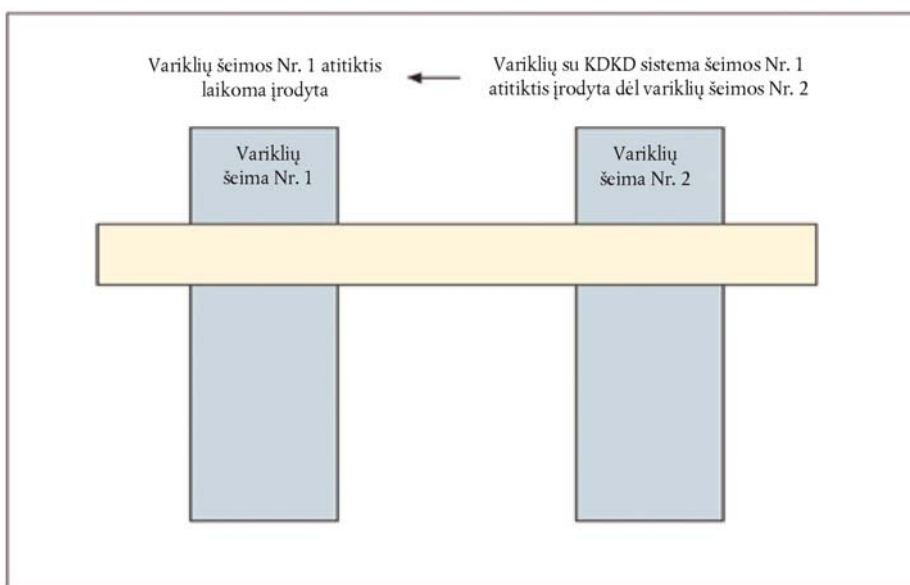 Variklių šeimos Nr. 1 atitiktis
laikoma įrodyta
Variklių su KDKD sistema šeimos Nr. 1
atitiktis įrodyta dėl variklių šeimos Nr. 2
Variklių
šeima Nr. 1
Variklių
šeima Nr. 2